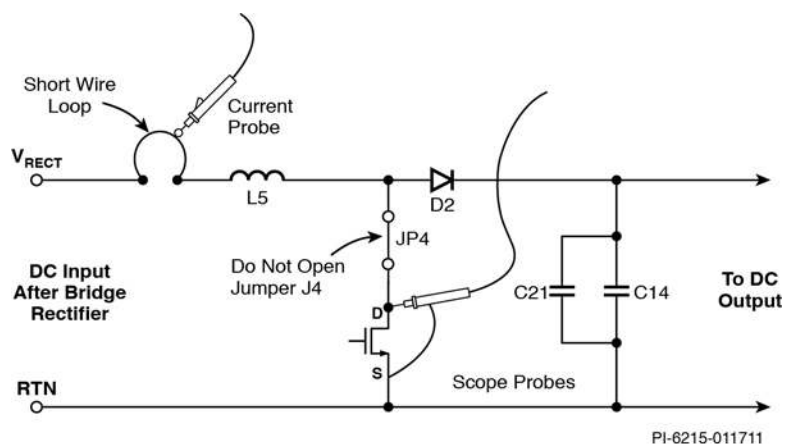 Short Wire
Loop
Current
Probe
VRECT
L5
D2
JP4
Do Not Open
Jumper J4
DC Input
After Bridge
Rectifier
D
C21
C14
To DC
Output
S
Scope Probes
RTN
PI-6215-011711